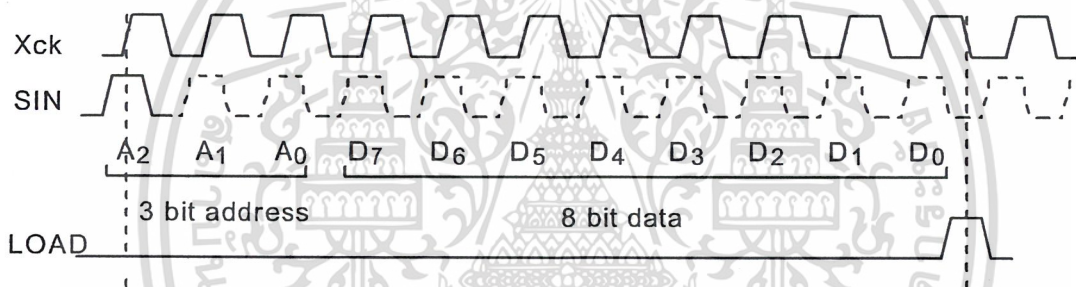 Xck
SIN
A2 A1 A0 D7 D6 D5 D4 D3 D2 D1 D0
3 bit address 8 bit data
LOAD